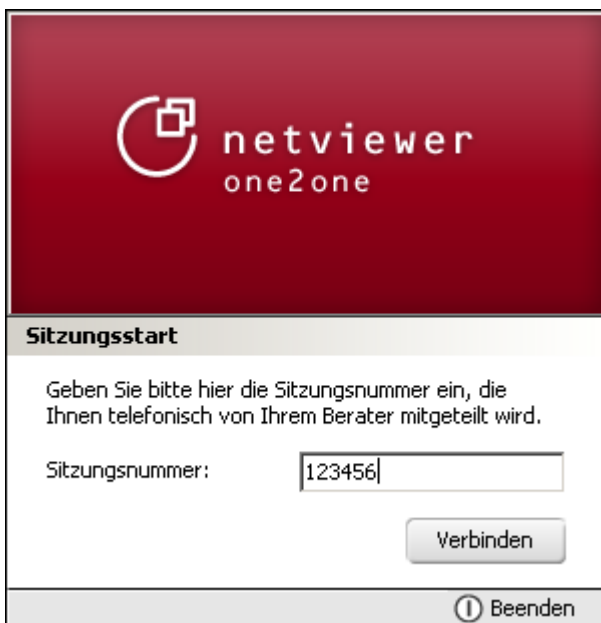 netviewer
one2one
Sitzungsstart
Geben Sie bitte hier die Sitzungsnummer ein, die
Ihnen telefonisch von Ihrem Berater mitgeteilt wird.
Sitzungsnummer: 123456
Verbinden
Beenden